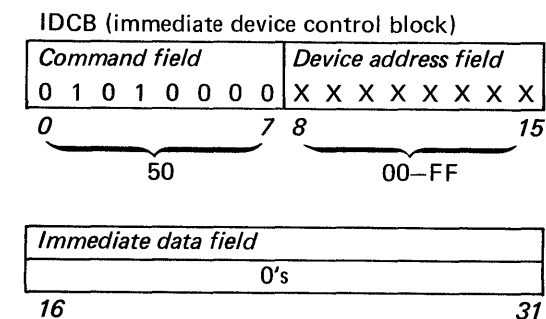 IDCB (immediate device control block)
Command field Device address field
0 1 0 1 0 0 0 0 X X X X X X X X
0 7 8 15
50 00–FF
Immediate data field
0's
16 31